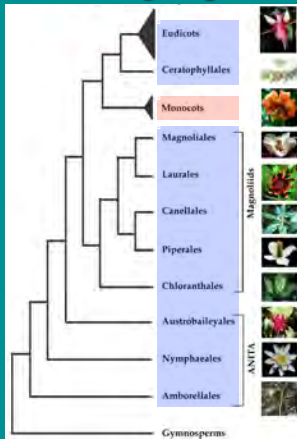 Eudicots
Ceratophyllales
Monocots
Magnoliales
Laurales
Canellales
Piperales
Chloranthales
Magnoliids
Austrobaileyales
Nymphaeales
Amborellales
ANITA
Gymnosperms